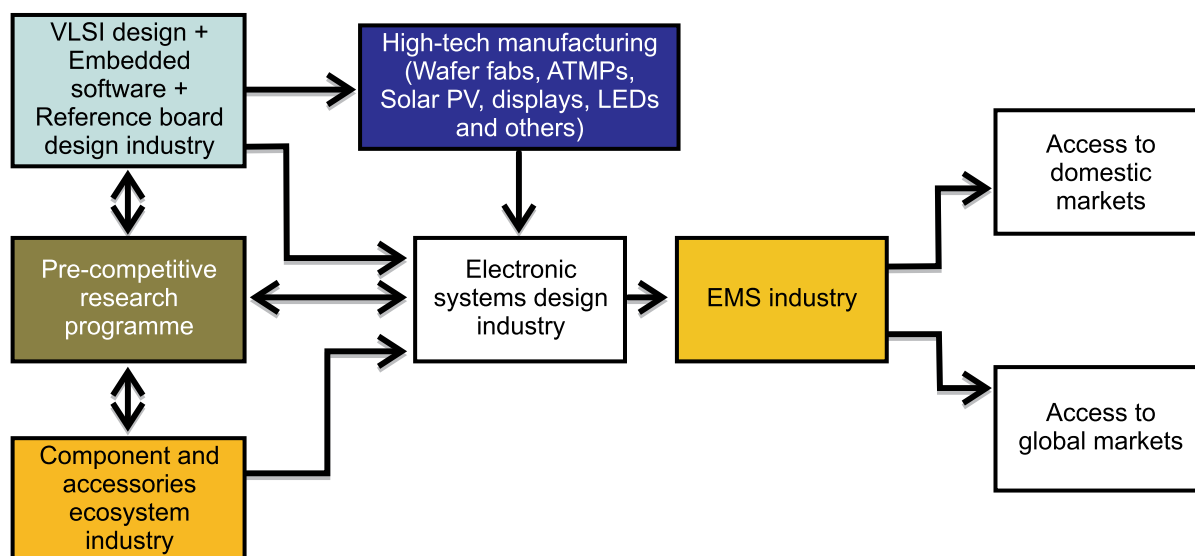 VLSI design +
Embedded
software +
Reference board
design industry
High-tech manufacturing
(Wafer fabs, ATMPs,
Solar PV, displays, LEDs
and others)
Access to
domestic
markets
Pre-competitive
research
programme
Electronic
systems design
industry
EMS industry
Access to
global markets
Component and
accessories
ecosystem
industry